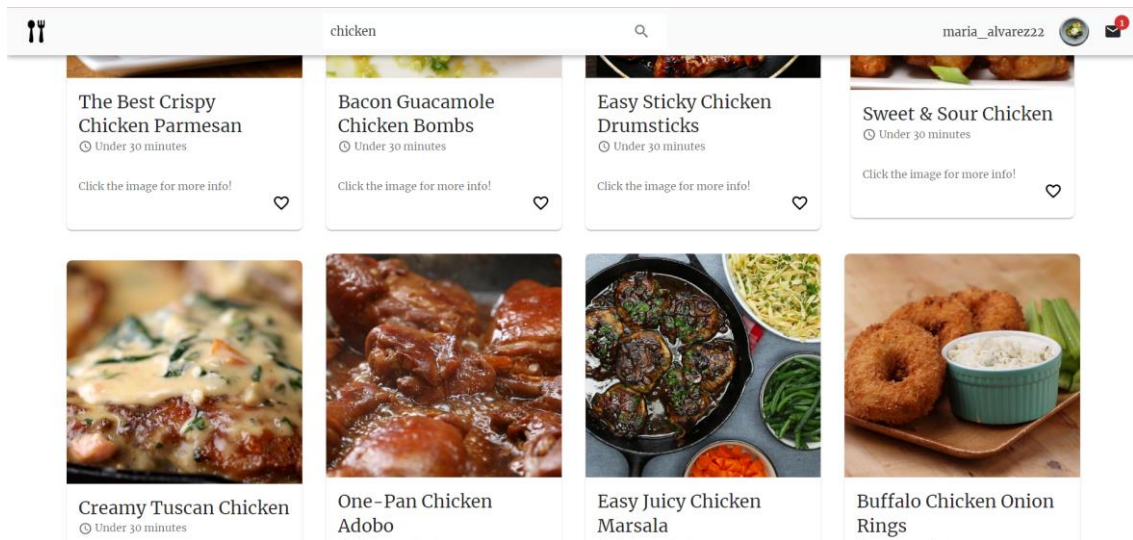 chicken
maria_alvarez22
1
The Best Crispy
Chicken Parmesan
Under 30 minutes
Click the image for more info!
Bacon Guacamole
Chicken Bombs
Under 30 minutes
Click the image for more info!
Easy Sticky Chicken
Drumsticks
Under 30 minutes
Click the image for more info!
Sweet & Sour Chicken
Under 30 minutes
Click the image for more info!
Creamy Tuscan Chicken
Under 30 minutes
One-Pan Chicken
Adobo
Easy Juicy Chicken
Marsala
Buffalo Chicken Onion
Rings